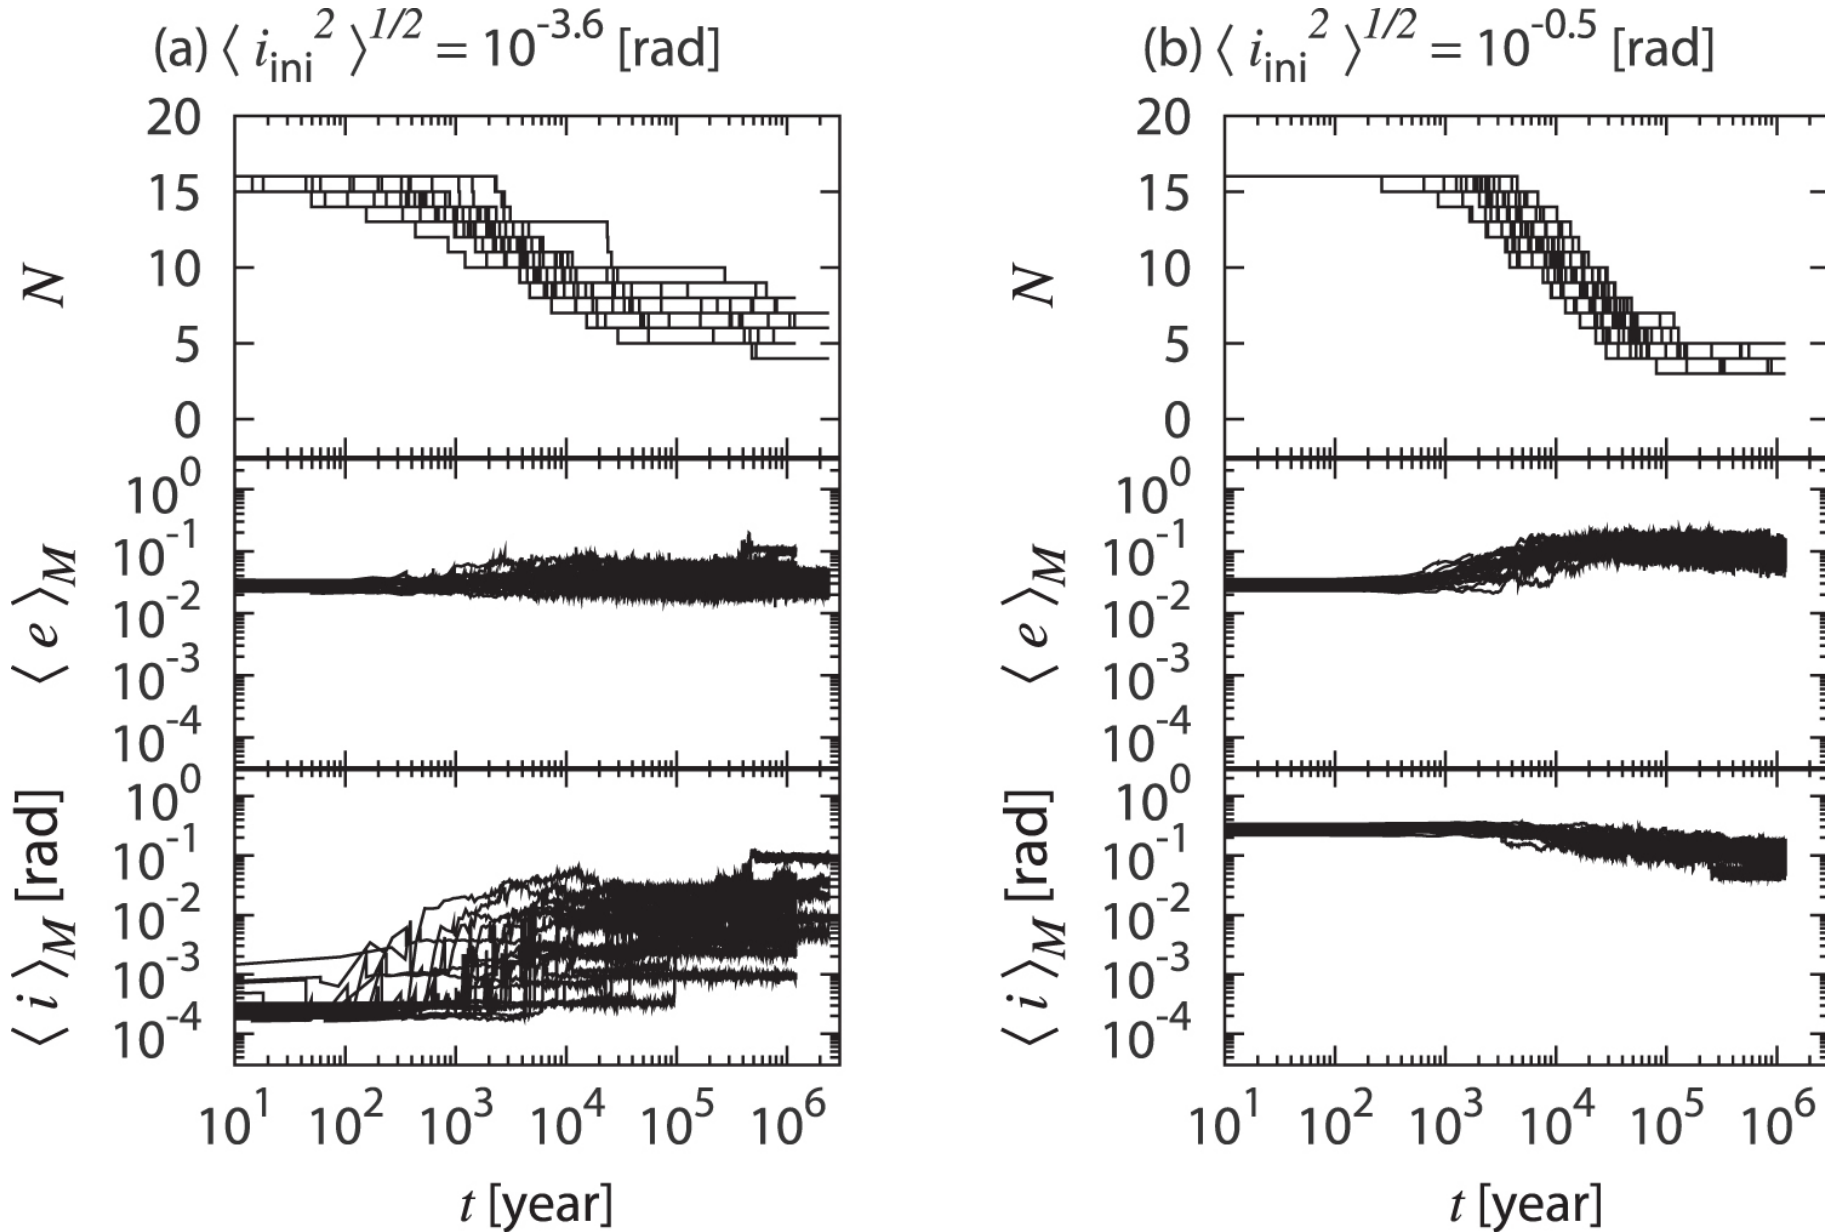 (a) ⟨ i_ini² ⟩^1/2 = 10^-3.6 [rad]
20
15
10
5
0
N
10^0
10^-1
10^-2
10^-3
10^-4
⟨ e ⟩_M
10^0
10^-1
10^-2
10^-3
10^-4
⟨ i ⟩_M [rad]
10^1 10^2 10^3 10^4 10^5 10^6
t [year]
(b) ⟨ i_ini² ⟩^1/2 = 10^-0.5 [rad]
20
15
10
5
0
N
10^0
10^-1
10^-2
10^-3
10^-4
⟨ e ⟩_M
10^0
10^-1
10^-2
10^-3
10^-4
⟨ i ⟩_M [rad]
10^1 10^2 10^3 10^4 10^5 10^6
t [year]